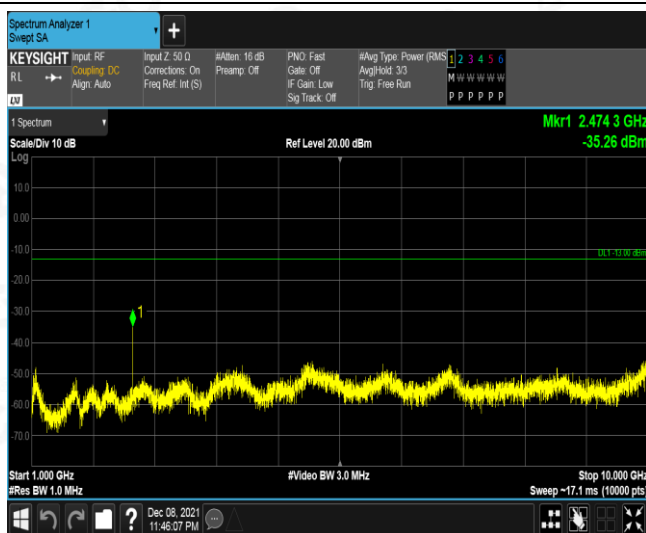 Spectrum Analyzer 1
Swept SA
+
KEYSIGHT Input: RF Input Z: 50 Ω #Atten: 16 dB PNO: Fast #Avg Type: Power (RMS 1 2 3 4 5 6
RL Coupling: DC Corrections: On Preamp: Off Gate: Off Avg|Hold: 3/3 M W W W W W
Align: Auto Freq Ref: Int (S) IF Gain: Low Trig: Free Run
LXI Sig Track: Off P P P P P P
1 Spectrum Mkr1 2.474 3 GHz
Scale/Div 10 dB Ref Level 20.00 dBm -35.26 dBm
Log
10.0
0.00
-10.0 DL1 -13.00 dBm
-20.0
-30.0 1
-40.0
-50.0
-60.0
-70.0
Start 1.000 GHz #Video BW 3.0 MHz Stop 10.000 GHz
#Res BW 1.0 MHz Sweep ~17.1 ms (10000 pts)
? Dec 08, 2021
11:46:07 PM